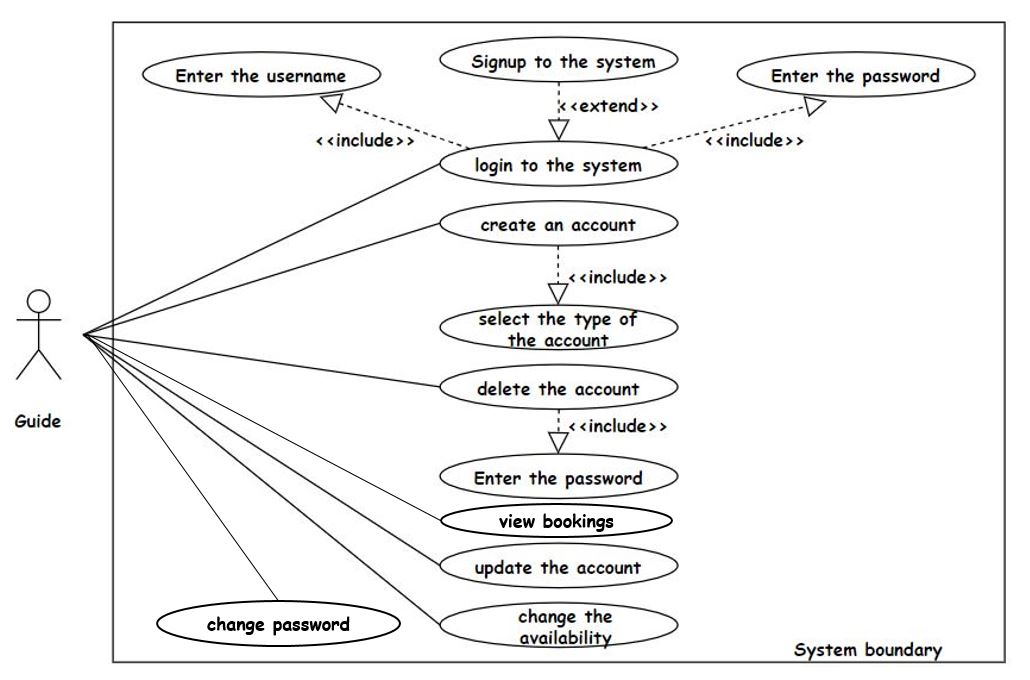 Enter the username
Signup to the system
Enter the password
<<extend>>
<<include>>
<<include>>
login to the system
create an account
<<include>>
select the type of
the account
delete the account
<<include>>
Guide
Enter the password
view bookings
update the account
change password
change the
availability
System boundary